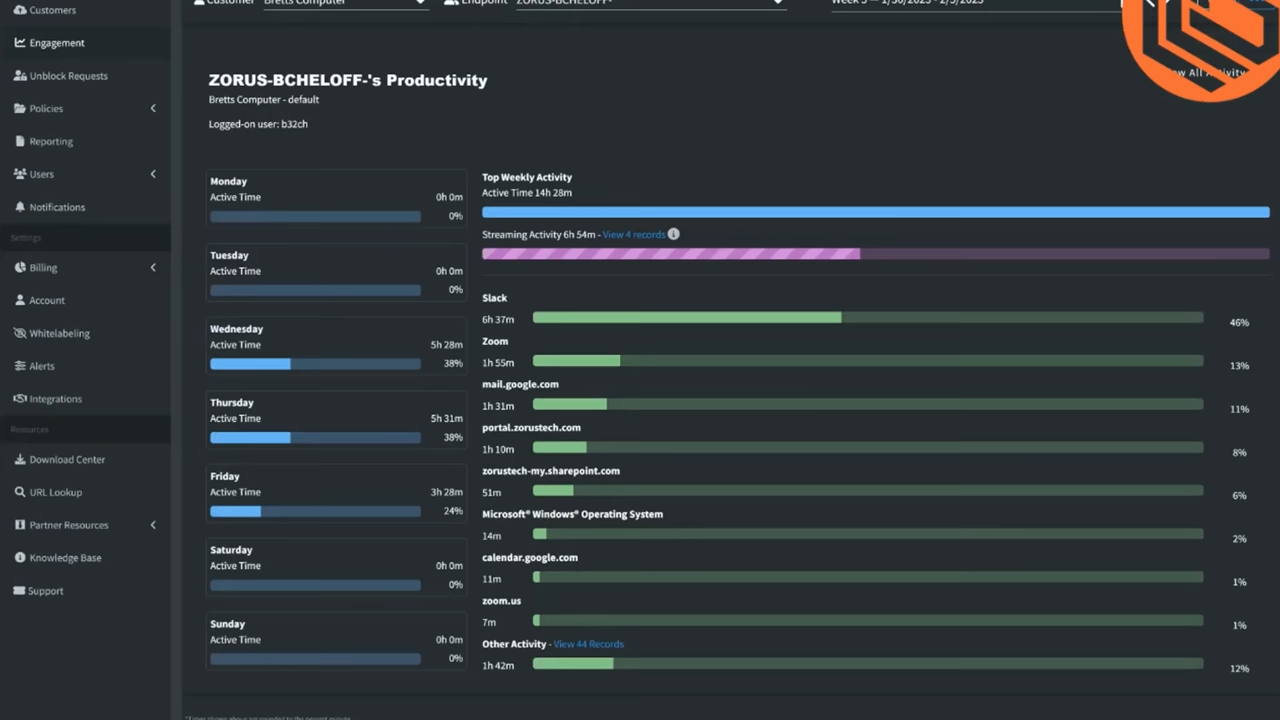 Customers
Engagement
Unblock Requests
Policies
Reporting
Users
Notifications
Settings
Billing
Account
Whitelabeling
Alerts
Integrations
Resources
Download Center
URL Lookup
Partner Resources
Knowledge Base
Support
Customer Bretts Computer Endpoint ZORUS-BCHELOFF-
ZORUS-BCHELOFF-'s Productivity
Bretts Computer - default
Logged-on user: b32ch
Monday
Active Time 0h 0m
0%
Tuesday
Active Time 0h 0m
0%
Wednesday
Active Time 5h 28m
38%
Thursday
Active Time 5h 31m
38%
Friday
Active Time 3h 28m
24%
Saturday
Active Time 0h 0m
0%
Sunday
Active Time 0h 0m
0%
Top Weekly Activity
Active Time 14h 28m
Streaming Activity 6h 54m - View 4 records
Slack
6h 37m 46%
Zoom
1h 55m 13%
mail.google.com
1h 31m 11%
portal.zorustech.com
1h 10m 8%
zorustech-my.sharepoint.com
51m 6%
Microsoft® Windows® Operating System
14m 2%
calendar.google.com
11m 1%
zoom.us
7m 1%
Other Activity - View 44 Records
1h 42m 12%